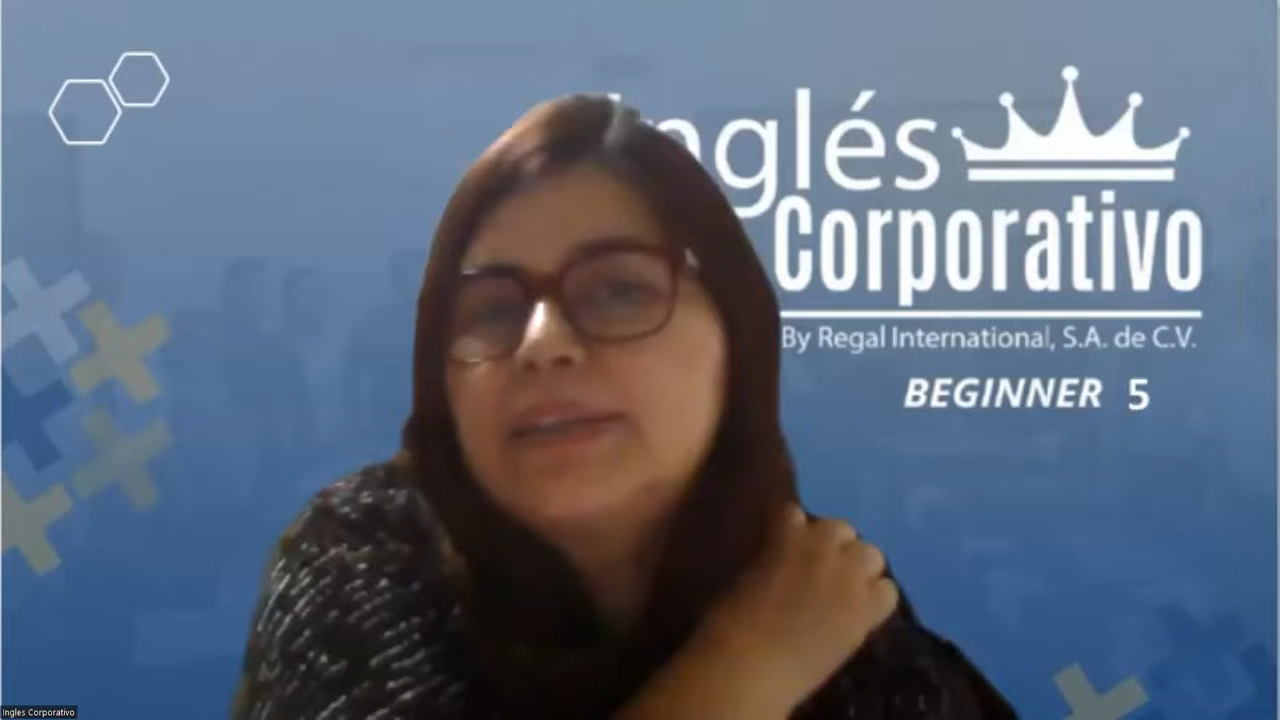 Inglés
Corporativo
By Regal International, S.A. de C.V.
BEGINNER 5
Ingles Corporativo